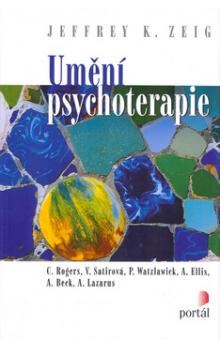 JEFFREY K. ZEIG
Umění
psychoterapie
C. Rogers, V. Satirová, P. Watzlawick, A. Ellis,
A. Beck, A. Lazarus
portál